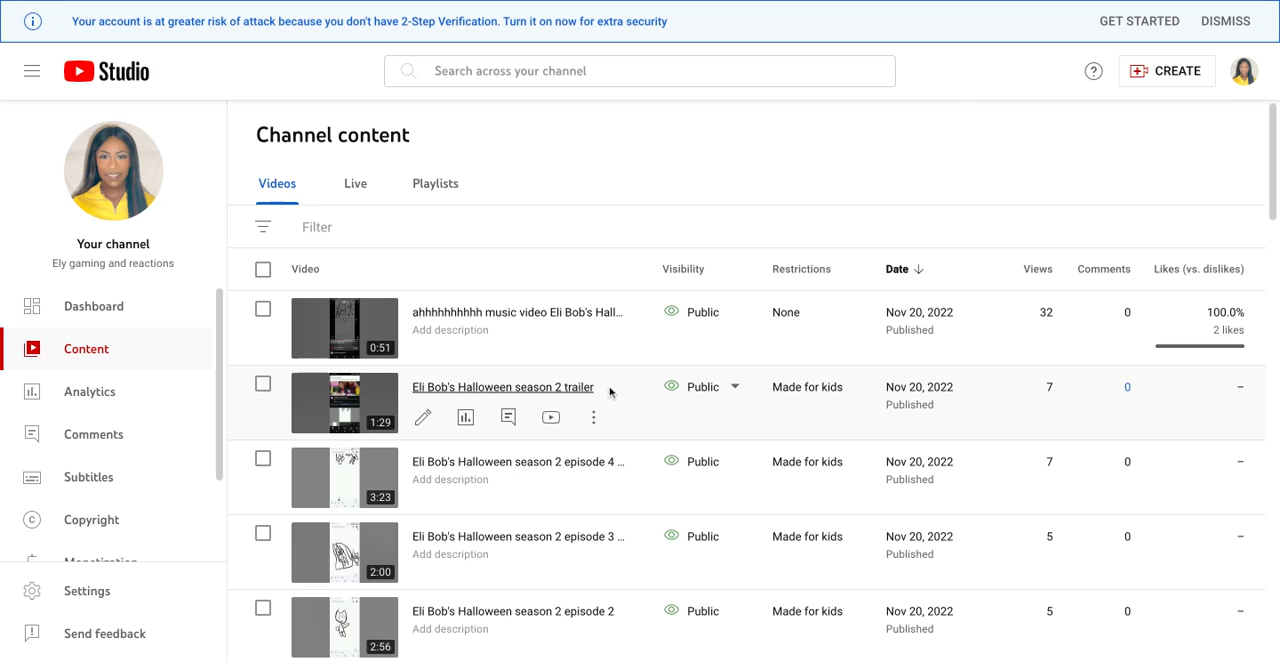 Your account is at greater risk of attack because you don't have 2-Step Verification. Turn it on now for extra security
GET STARTED
DISMISS
Studio
Search across your channel
CREATE
Your channel
Ely gaming and reactions
Dashboard
Content
Analytics
Comments
Subtitles
Copyright
Monetization
Settings
Send feedback
Channel content
Videos Live Playlists
Filter
Video Visibility Restrictions Date Views Comments Likes (vs. dislikes)
0:51
ahhhhhhhhhh music video Eli Bob's Hall... Public None Nov 20, 2022 32 0 100.0%
Add description Published 2 likes
Eli Bob's Halloween season 2 trailer Public Made for kids Nov 20, 2022 7 0 –
Published
1:29
Eli Bob's Halloween season 2 episode 4 ... Public Made for kids Nov 20, 2022 7 0 –
Add description Published
3:23
Eli Bob's Halloween season 2 episode 3 ... Public Made for kids Nov 20, 2022 5 0 –
Add description Published
2:00
Eli Bob's Halloween season 2 episode 2 Public Made for kids Nov 20, 2022 5 0 –
Add description Published
2:56